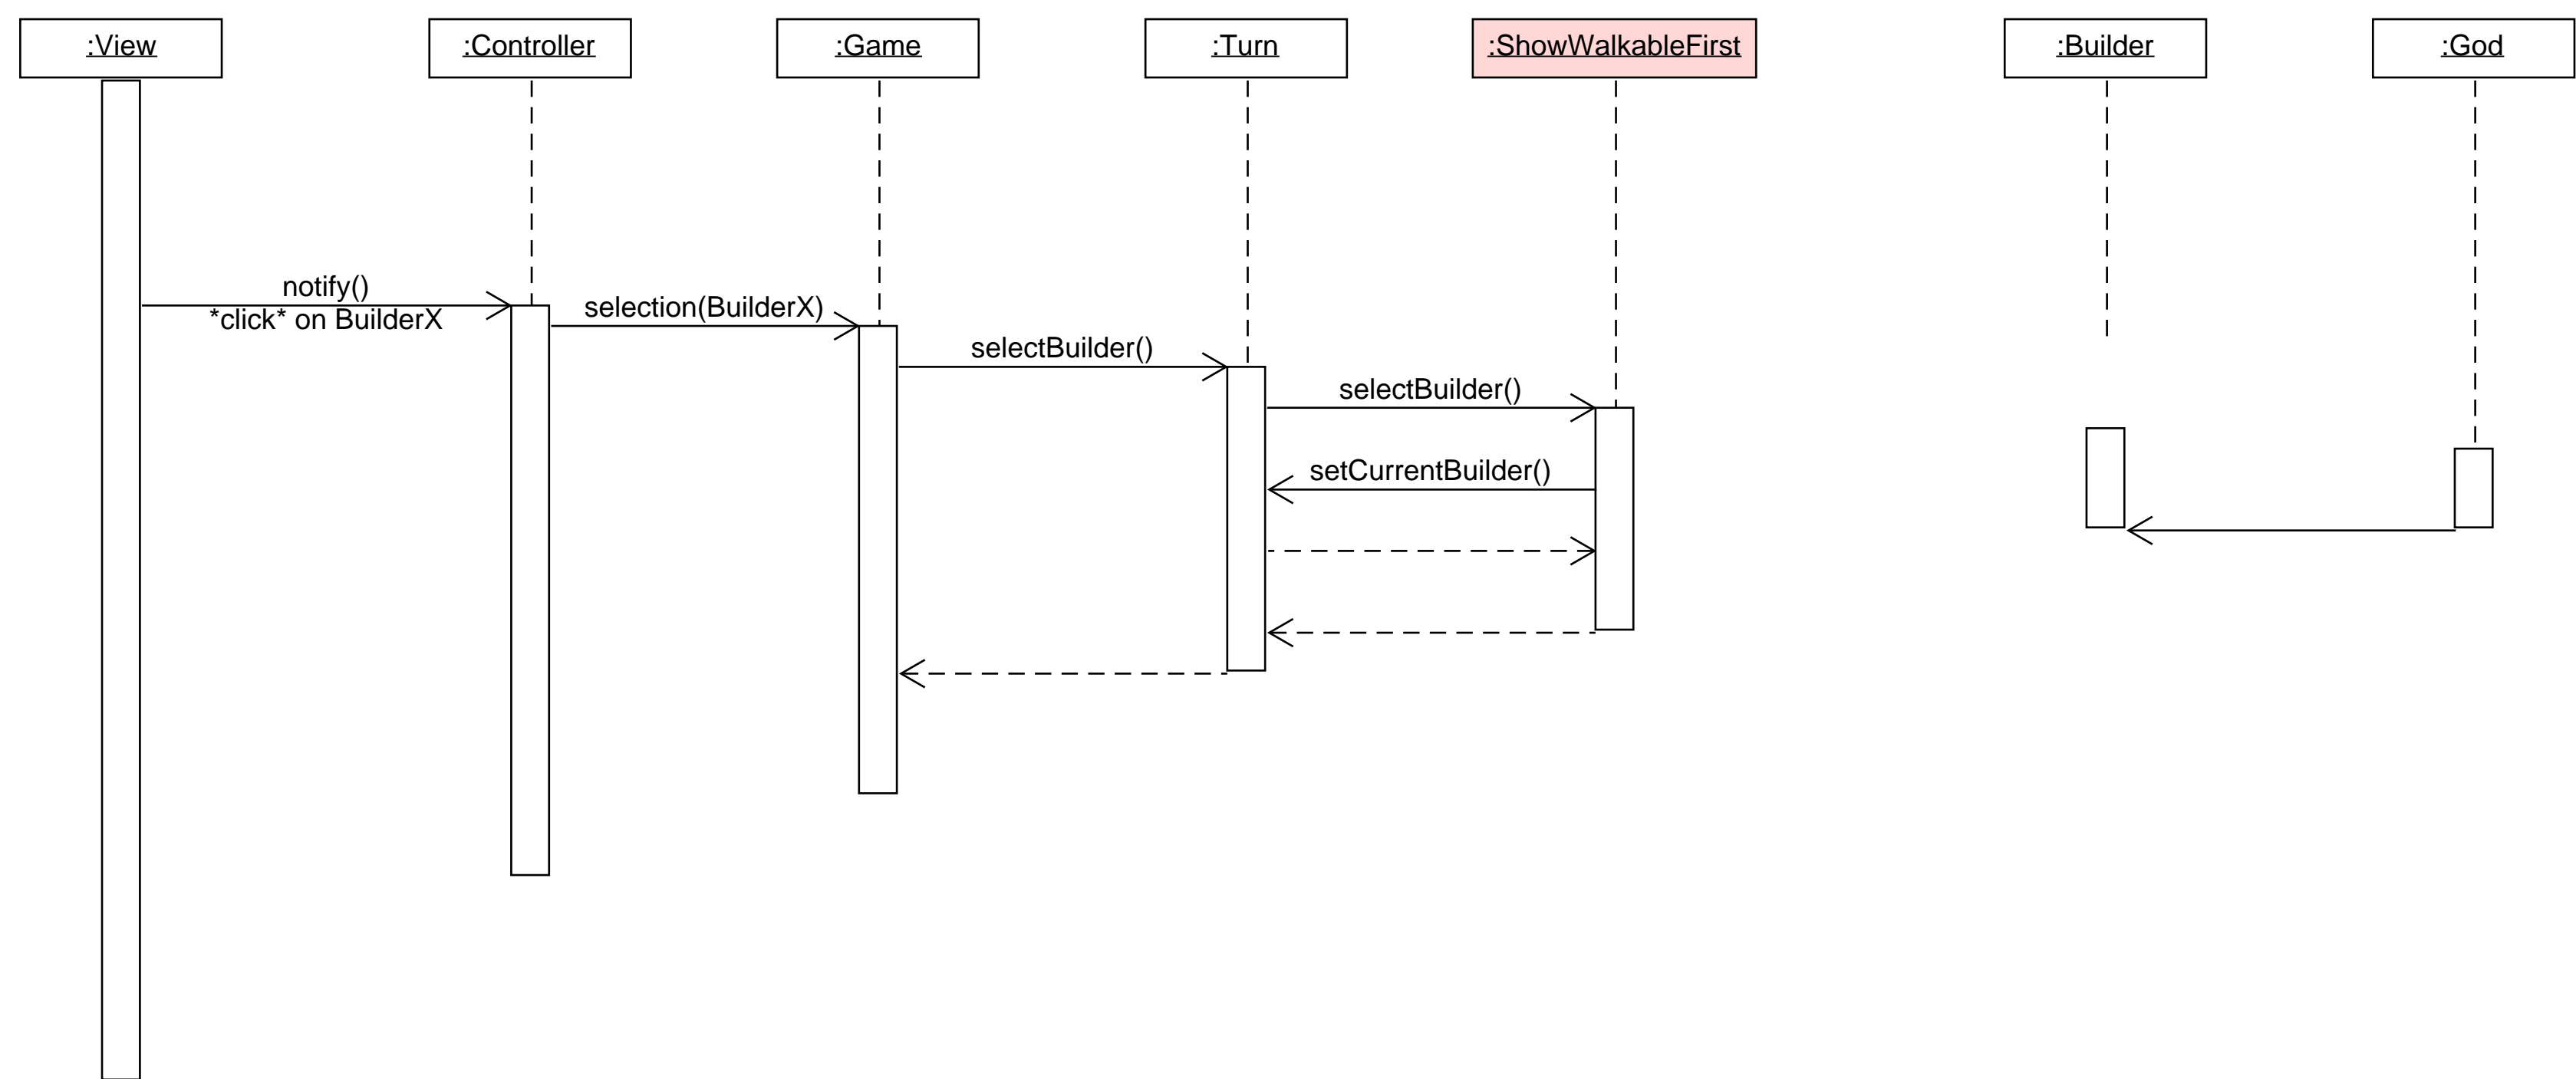 :View
:Controller
:Game
:Turn
:ShowWalkableFirst
:Builder
:God
notify()
*click* on BuilderX
selection(BuilderX)
selectBuilder()
selectBuilder()
setCurrentBuilder()